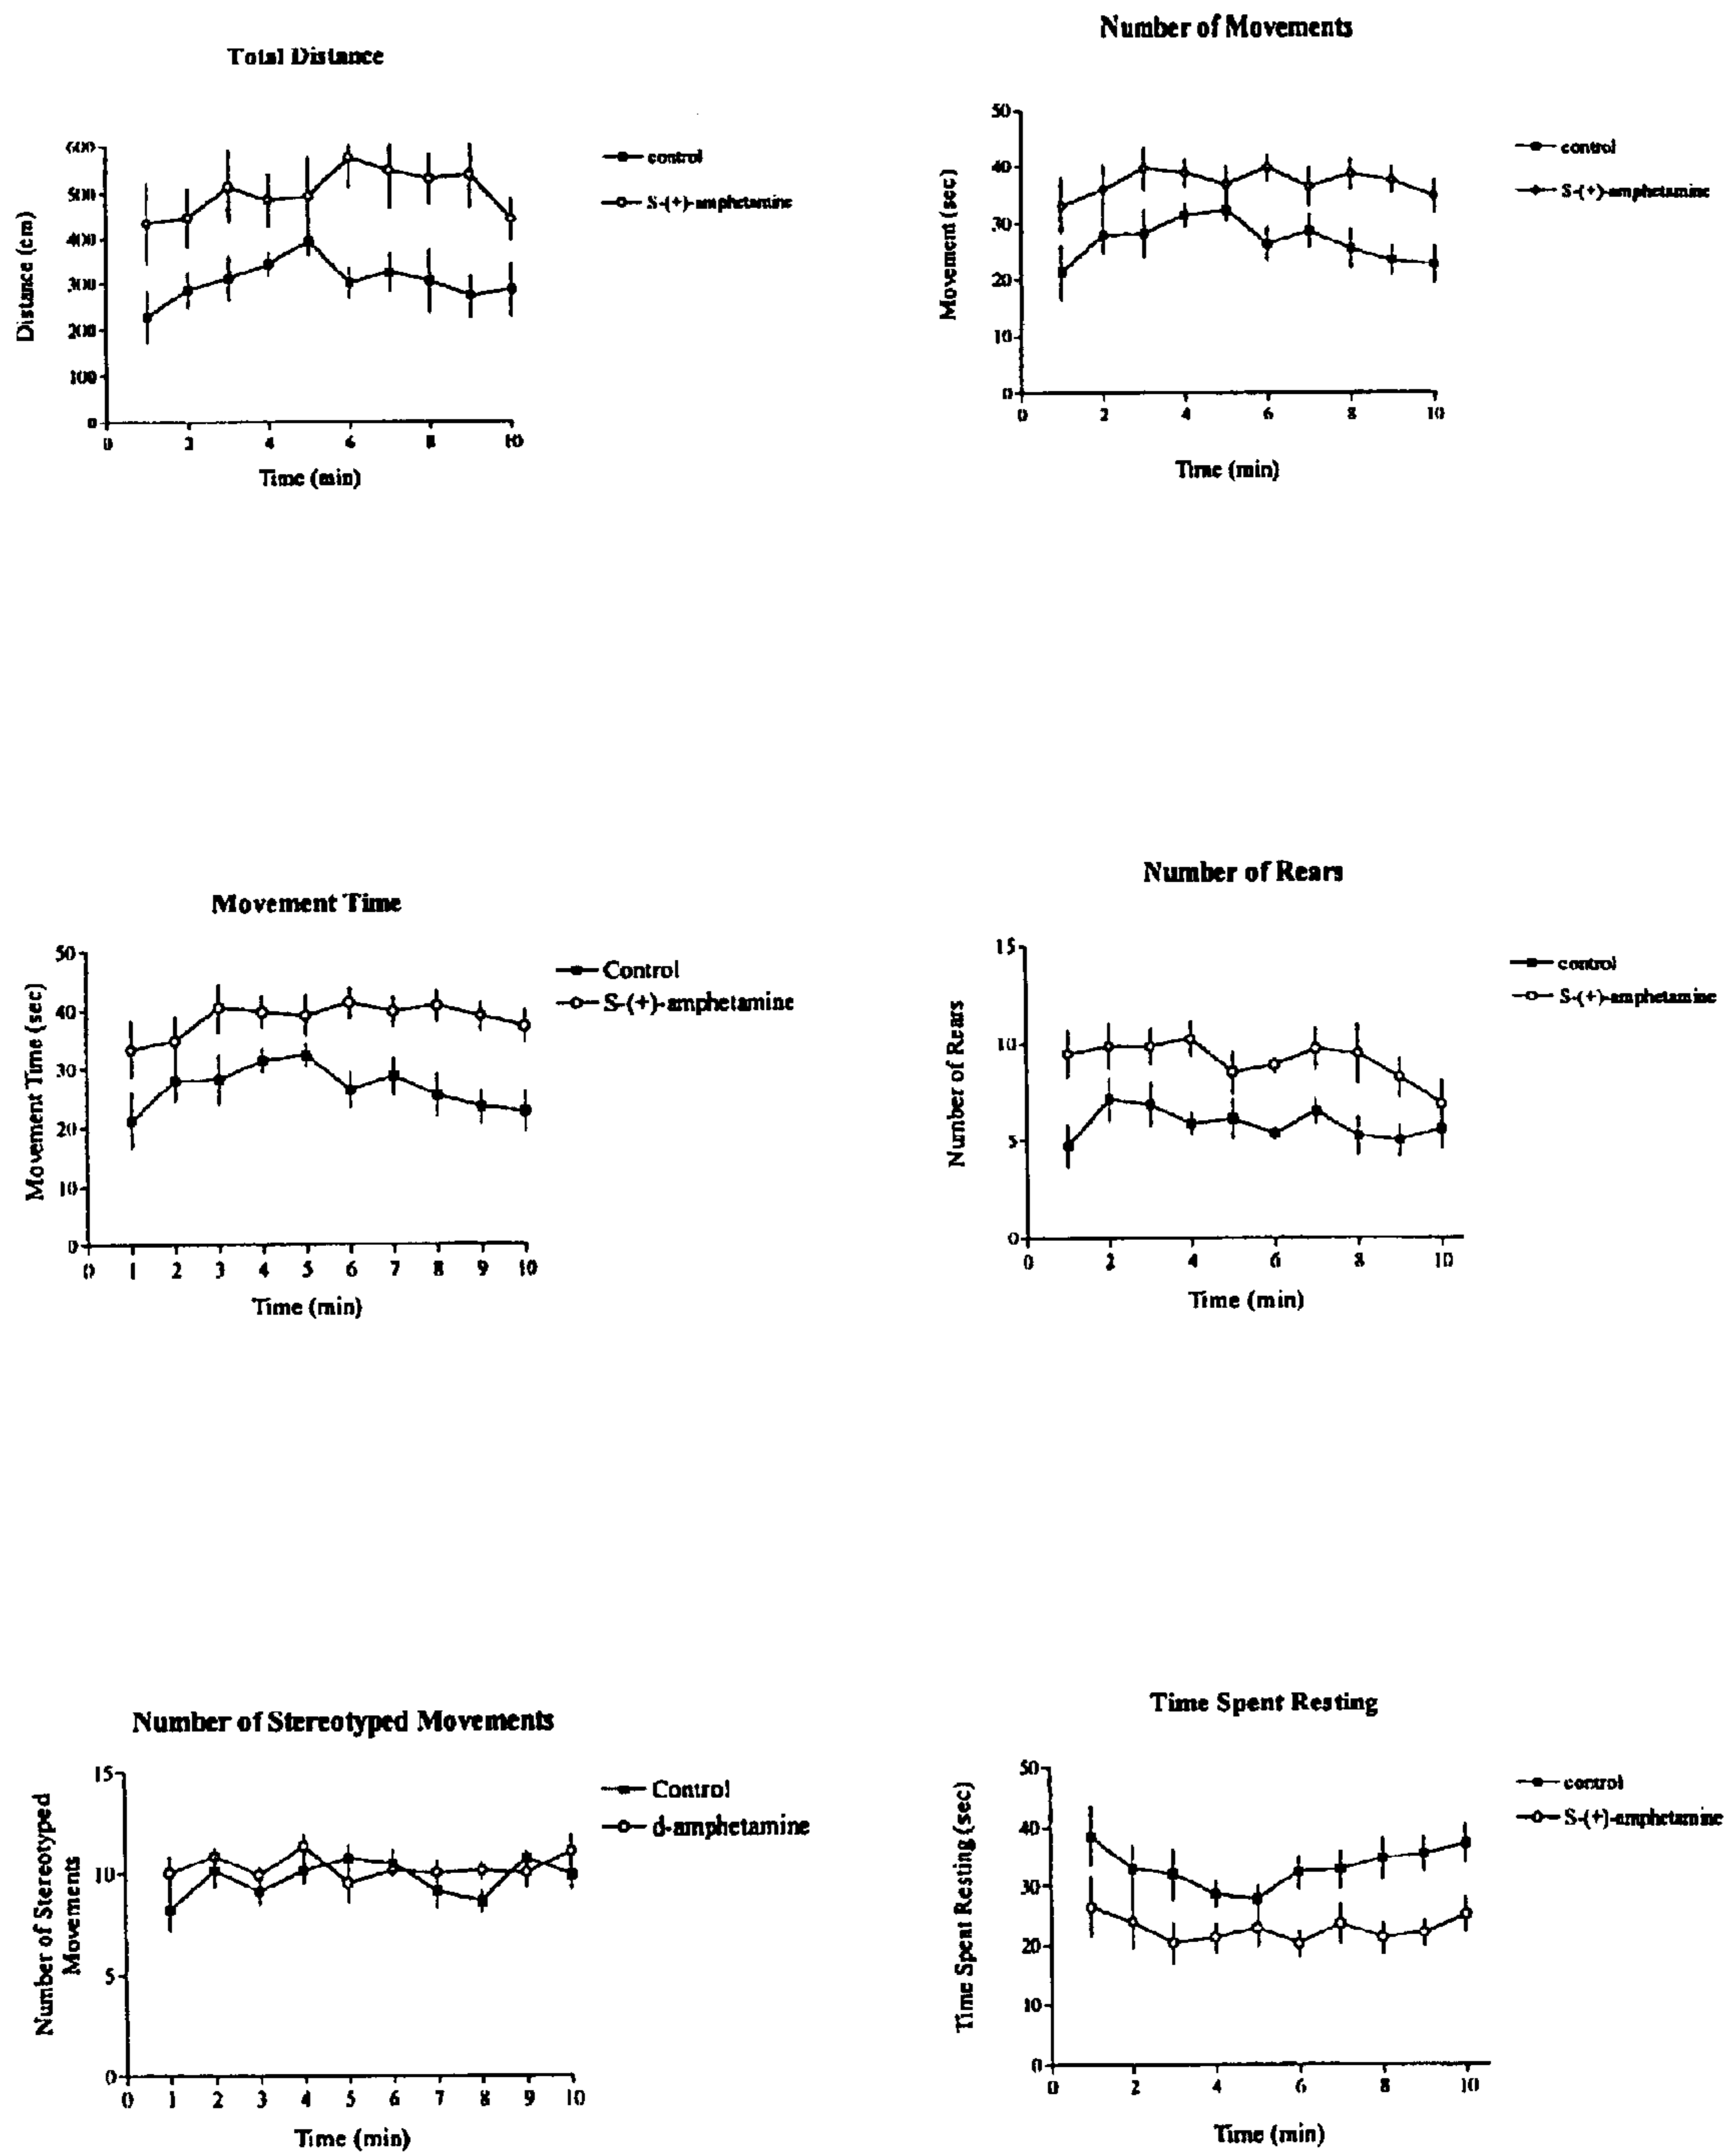 Total Distance
600
500
400
300
200
100
0
Distance (cm)
0 2 4 6 8 10
Time (min)
control
S-(+)-amphetamine
Number of Movements
50
40
30
20
10
0
Movement (sec)
0 2 4 6 8 10
Time (min)
control
S-(+)-amphetamine
Movement Time
50
40
30
20
10
0
Movement Time (sec)
0 1 2 3 4 5 6 7 8 9 10
Time (min)
Control
S-(+)-amphetamine
Number of Rears
15
10
5
0
Number of Rears
0 2 4 6 8 10
Time (min)
control
S-(+)-amphetamine
Number of Stereotyped Movements
15
10
5
0
Number of Stereotyped
Movements
0 1 2 3 4 5 6 7 8 9 10
Time (min)
Control
d-amphetamine
Time Spent Resting
50
40
30
20
10
0
Time Spent Resting (sec)
0 2 4 6 8 10
Time (min)
control
S-(+)-amphetamine